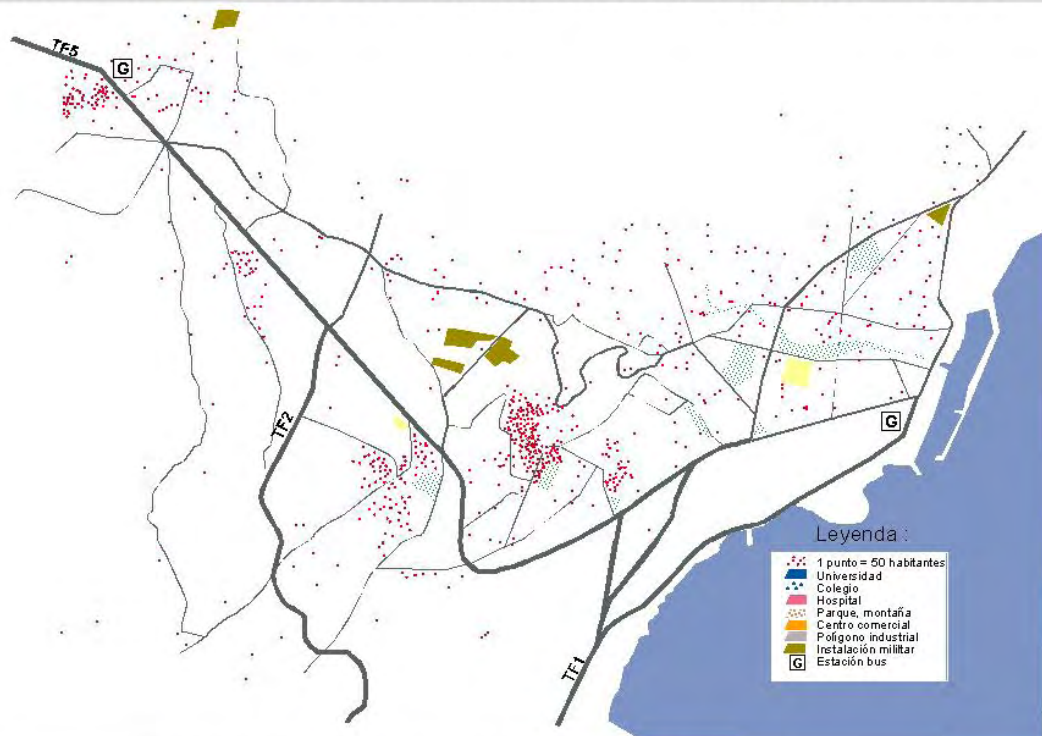 TF5
G
TF2
G
TF1
Leyenda :
1 punto = 50 habitantes
Universidad
Colegio
Hospital
Parque, montaña
Centro comercial
Polígono industrial
Instalación militar
G Estación bus